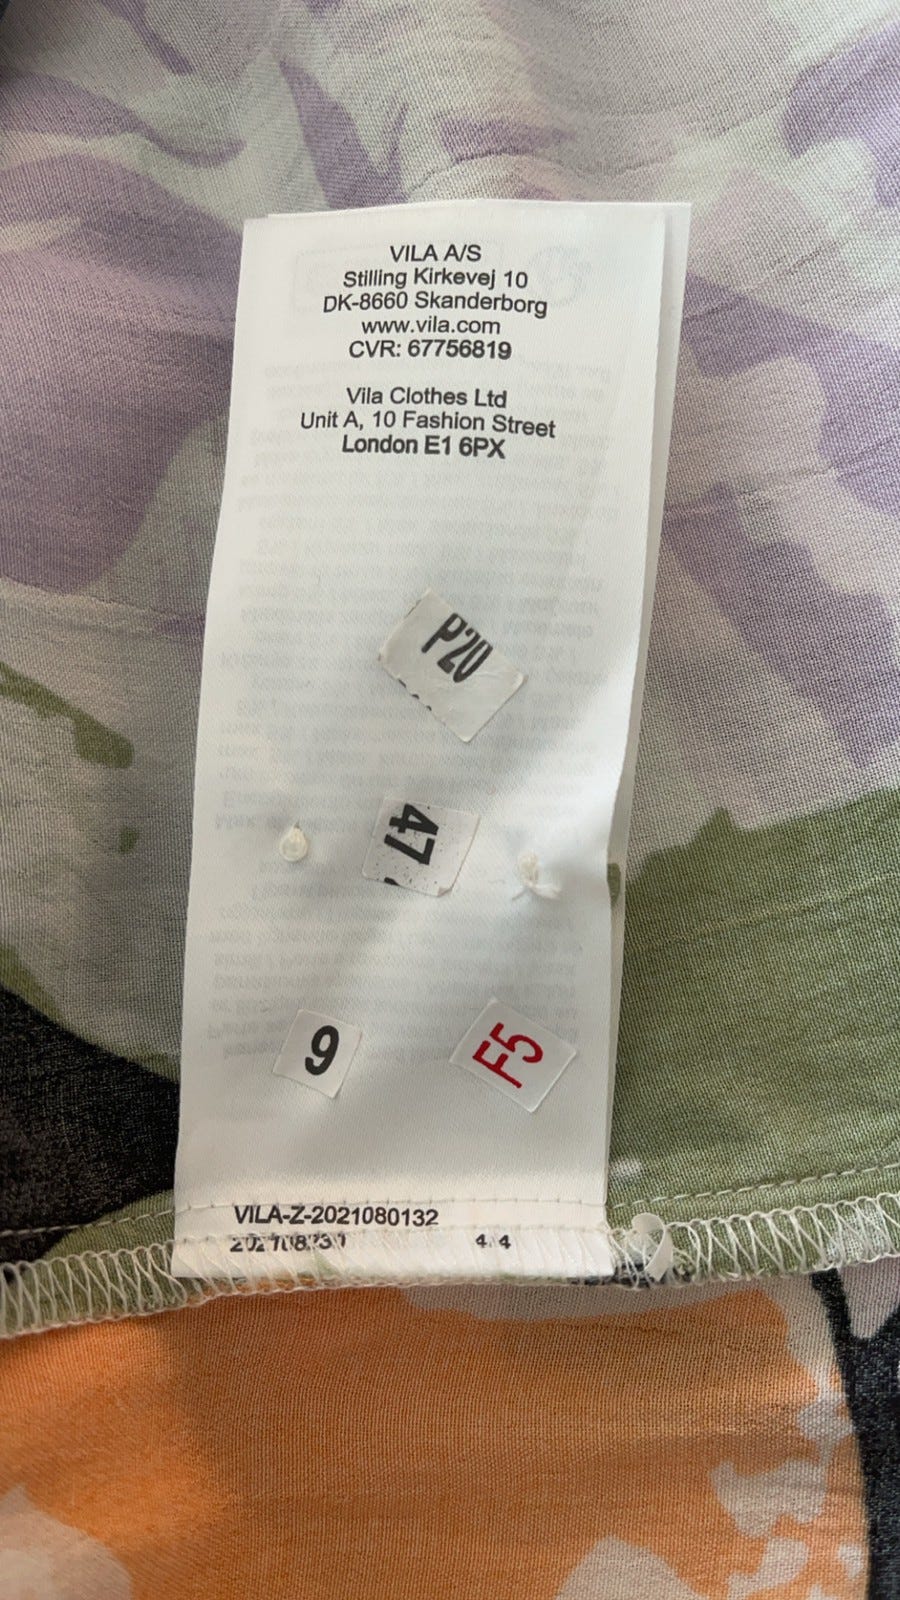 VILA A/S
Stilling Kirkevej 10
DK-8660 Skanderborg
www.vila.com
CVR: 67756819
Vila Clothes Ltd
Unit A, 10 Fashion Street
London E1 6PX
P20
47
9
F5
VILA-Z-2021080132
4/4